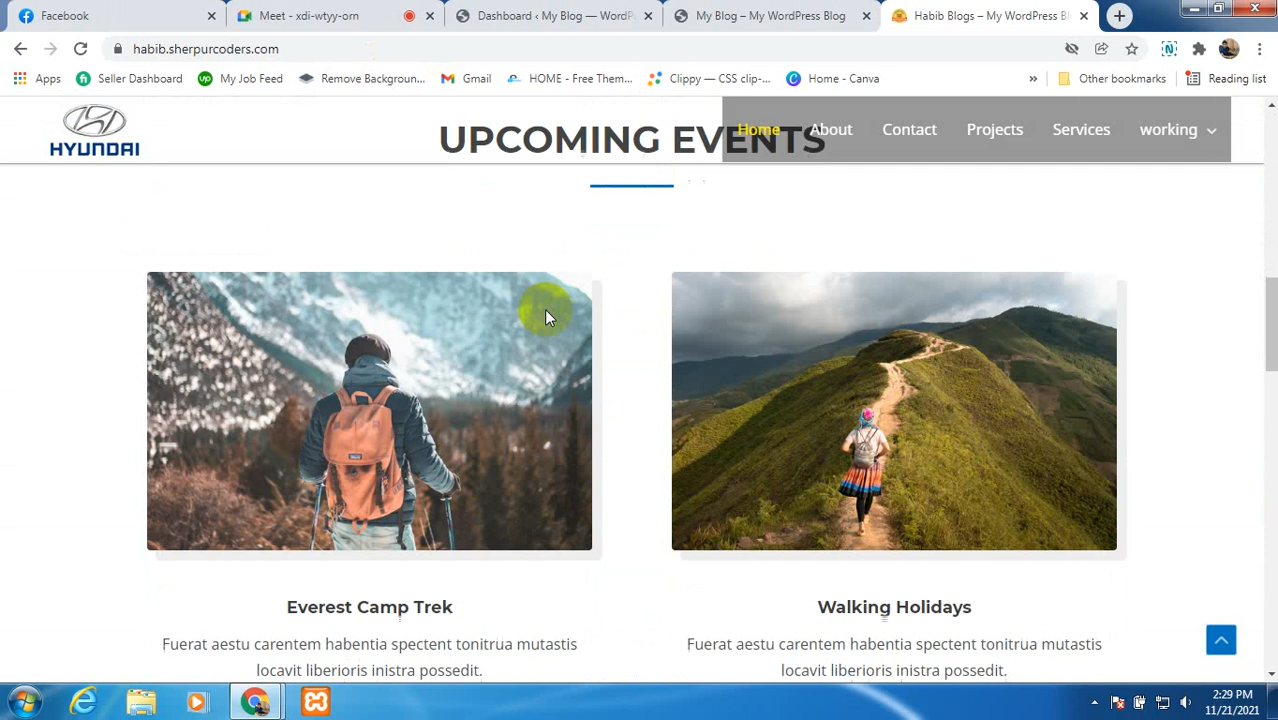 Facebook
Meet - xdi-wtyy-orn
Dashboard ‹ My Blog — WordP
My Blog – My WordPress Blog
Habib Blogs – My WordPress Bl
habib.sherpurcoders.com
Apps
Seller Dashboard
My Job Feed
Remove Backgroun...
Gmail
HOME - Free Them...
Clippy — CSS clip-...
Home - Canva
»
Other bookmarks
Reading list
HYUNDAI
Home
About
Contact
Projects
Services
working
UPCOMING EVENTS
Everest Camp Trek
Fuerat aestu carentem habentia spectent tonitrua mutastis
locavit liberioris inistra possedit.
Walking Holidays
Fuerat aestu carentem habentia spectent tonitrua mutastis
locavit liberioris inistra possedit.
2:29 PM
11/21/2021